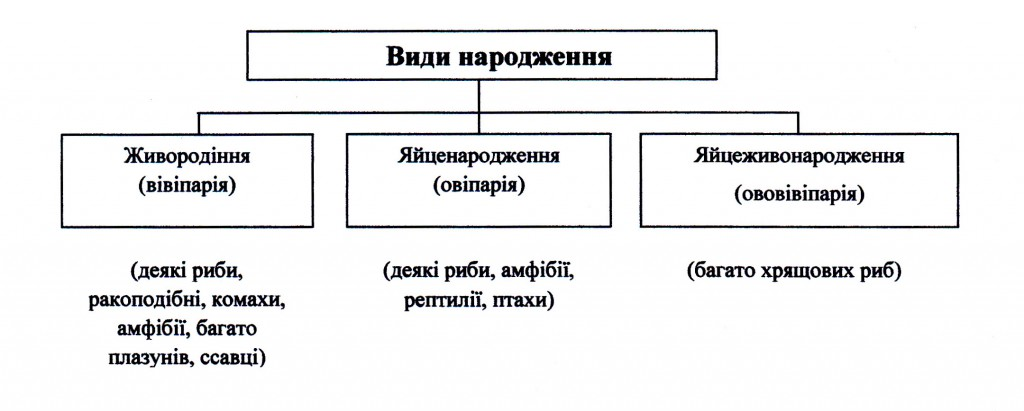 Види народження
Живородіння
(вівіпарія)
Яйценародження
(овіпарія)
Яйцеживонародження
(ововівіпарія)
(деякі риби,
ракоподібні, комахи,
амфібії, багато
плазунів, ссавці)
(деякі риби, амфібії,
рептилії, птахи)
(багато хрящових риб)